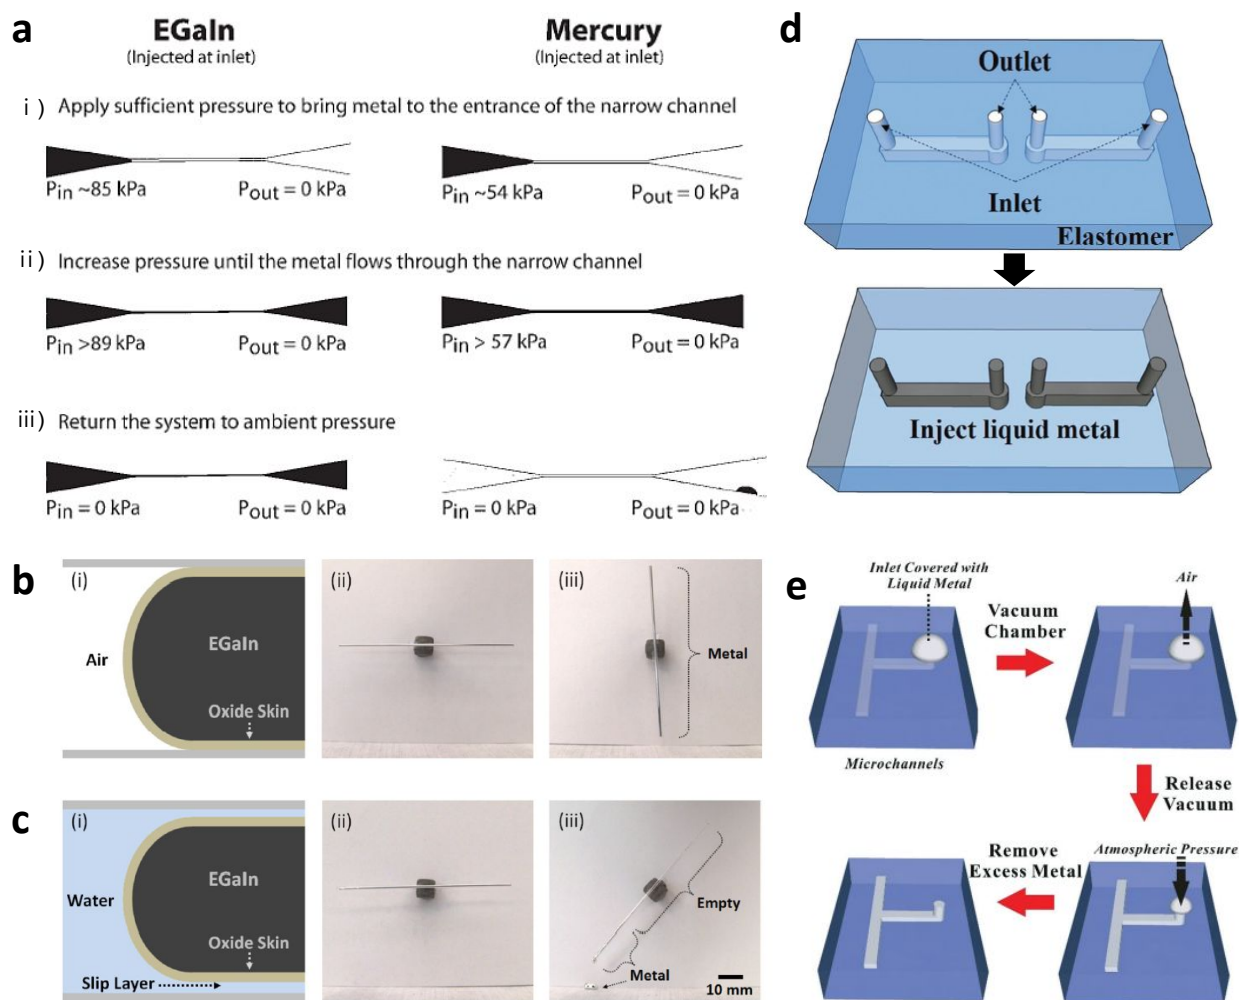 a
EGaIn
(Injected at inlet)
Mercury
(Injected at inlet)
i) Apply sufficient pressure to bring metal to the entrance of the narrow channel
Pin ~85 kPa
Pout = 0 kPa
Pin ~54 kPa
Pout = 0 kPa
ii) Increase pressure until the metal flows through the narrow channel
Pin >89 kPa
Pout = 0 kPa
Pin > 57 kPa
Pout = 0 kPa
iii) Return the system to ambient pressure
Pin = 0 kPa
Pout = 0 kPa
Pin = 0 kPa
Pout = 0 kPa
b
(i)
EGaIn
Air
Oxide Skin
(ii)
(iii)
Metal
c
(i)
EGaIn
Water
Oxide Skin
Slip Layer
(ii)
(iii)
Empty
Metal
10 mm
d
Outlet
Inlet
Elastomer
Inject liquid metal
e
Inlet Covered with
Liquid Metal
Vacuum
Chamber
Air
Microchannels
Release
Vacuum
Atmospheric Pressure
Remove
Excess Metal